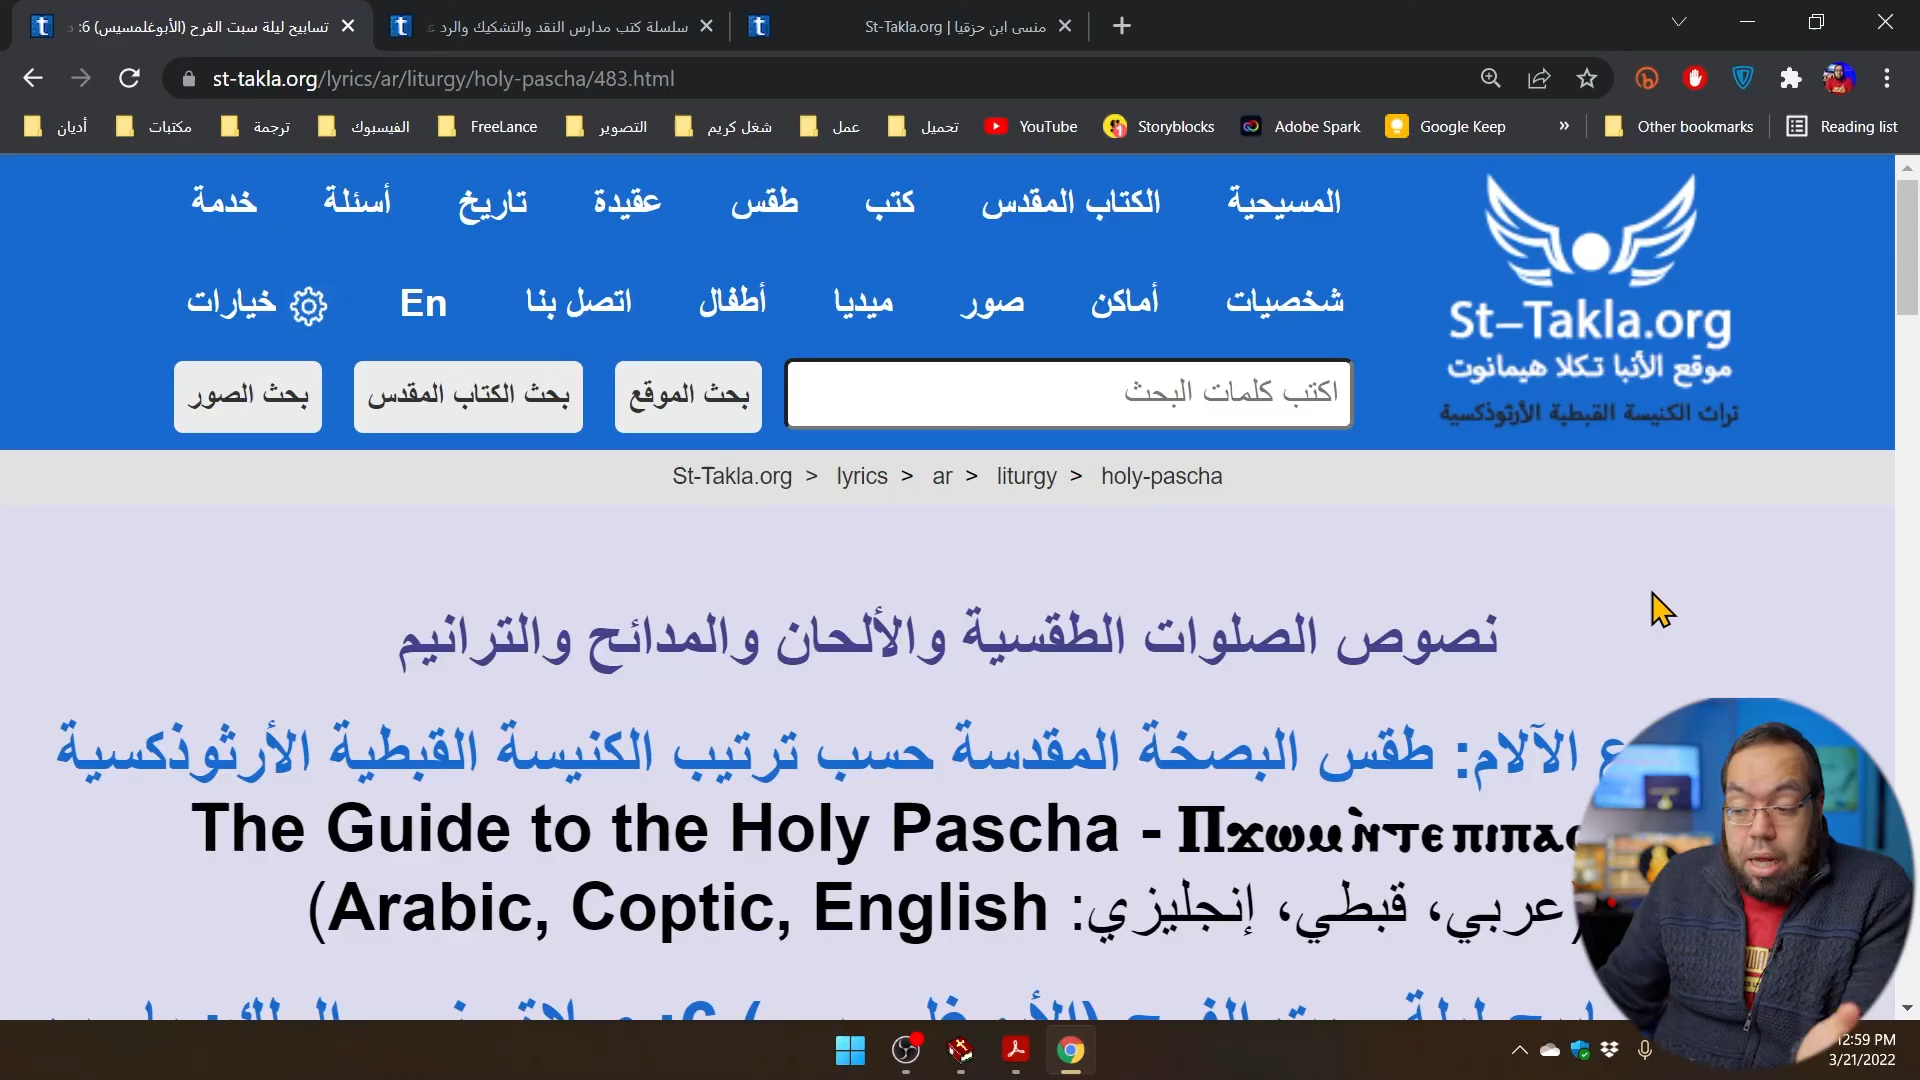 تسابيح ليلة سبت الفرح (الأبوغلمسيس) 6:
سلسلة كتب مدارس النقد والتشكيك والرد
منسى ابن حزقيا | St-Takla.org
st-takla.org/lyrics/ar/liturgy/holy-pascha/483.html
أديان
مكتبات
ترجمة
الفيسبوك
FreeLance
التصوير
شغل كريم
عمل
تحميل
YouTube
Storyblocks
Adobe Spark
Google Keep
»
Other bookmarks
Reading list
المسيحية الكتاب المقدس كتب طقس عقيدة تاريخ أسئلة خدمة
شخصيات أماكن صور ميديا أطفال اتصل بنا En خيارات
St-Takla.org
موقع الأنبا تكلا هيمانوت
تراث الكنيسة القبطية الأرثوذكسية
اكتب كلمات البحث
بحث الموقع
بحث الكتاب المقدس
بحث الصور
St-Takla.org > lyrics > ar > liturgy > holy-pascha
نصوص الصلوات الطقسية والألحان والمدائح والترانيم
الآلام: طقس البصخة المقدسة حسب ترتيب الكنيسة القبطية الأرثوذكسية
The Guide to the Holy Pascha - Ⲡϫⲱⲙ ⲛ̀ⲧⲉ
(عربي، قبطي، إنجليزي: Arabic, Coptic, English)
12:59 PM
3/21/2022